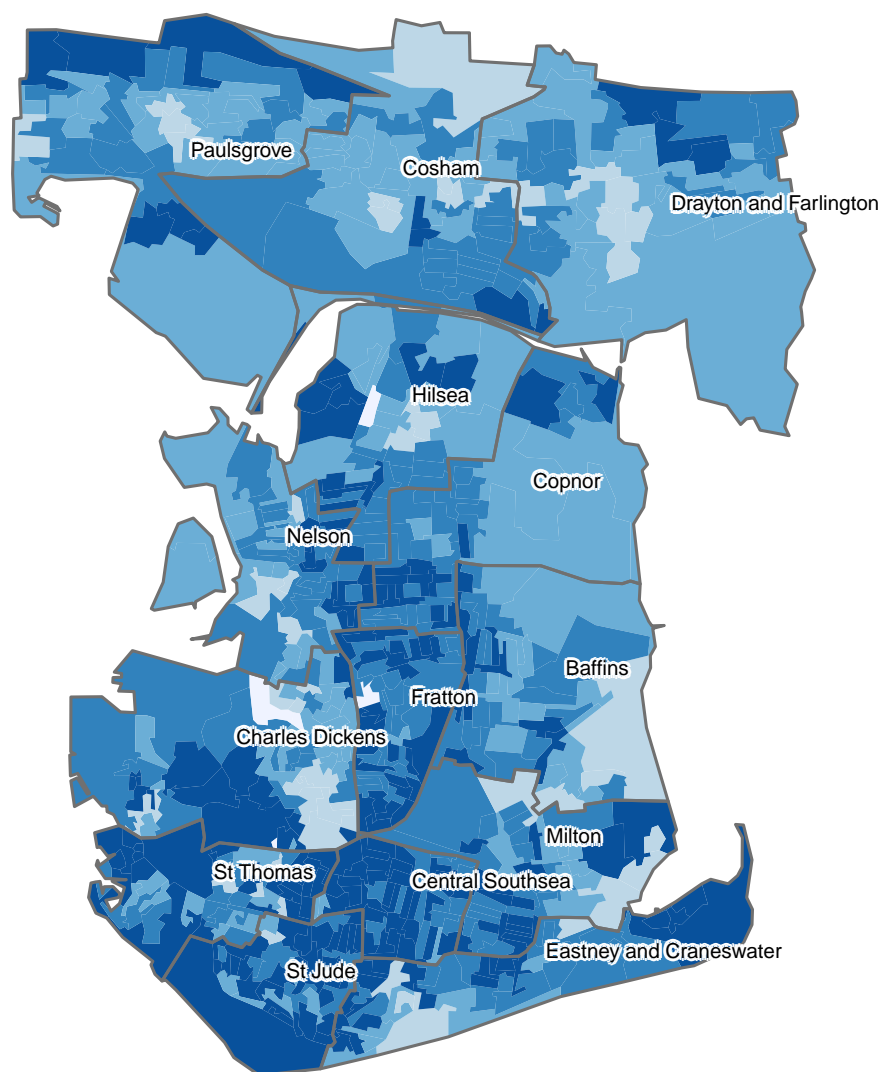 Paulsgrove
Cosham
Drayton and Farlington
Hilsea
Copnor
Nelson
Baffins
Fratton
Charles Dickens
Milton
St Thomas
Central Southsea
Eastney and Craneswater
St Jude